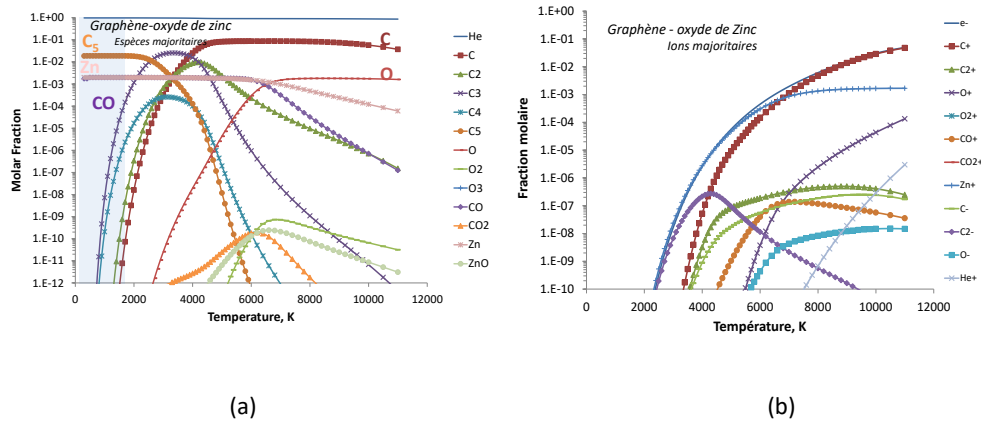 Graphène-oxyde de zinc
Espèces majoritaires
Molar Fraction
1.E+00
1.E-01
1.E-02
1.E-03
1.E-04
1.E-05
1.E-06
1.E-07
1.E-08
1.E-09
1.E-10
1.E-11
1.E-12
C5
Zn
CO
C
O
0
2000
4000
6000
8000
10000
12000
Temperature, K
He
C
C2
C3
C4
C5
O
O2
O3
CO
CO2
Zn
ZnO
(a)
Graphène - oxyde de Zinc
Ions majoritaires
Fraction molaire
1.E+00
1.E-01
1.E-02
1.E-03
1.E-04
1.E-05
1.E-06
1.E-07
1.E-08
1.E-09
1.E-10
0
2000
4000
6000
8000
10000
12000
Température, K
e-
C+
C2+
O+
O2+
CO+
CO2+
Zn+
C-
C2-
O-
He+
(b)